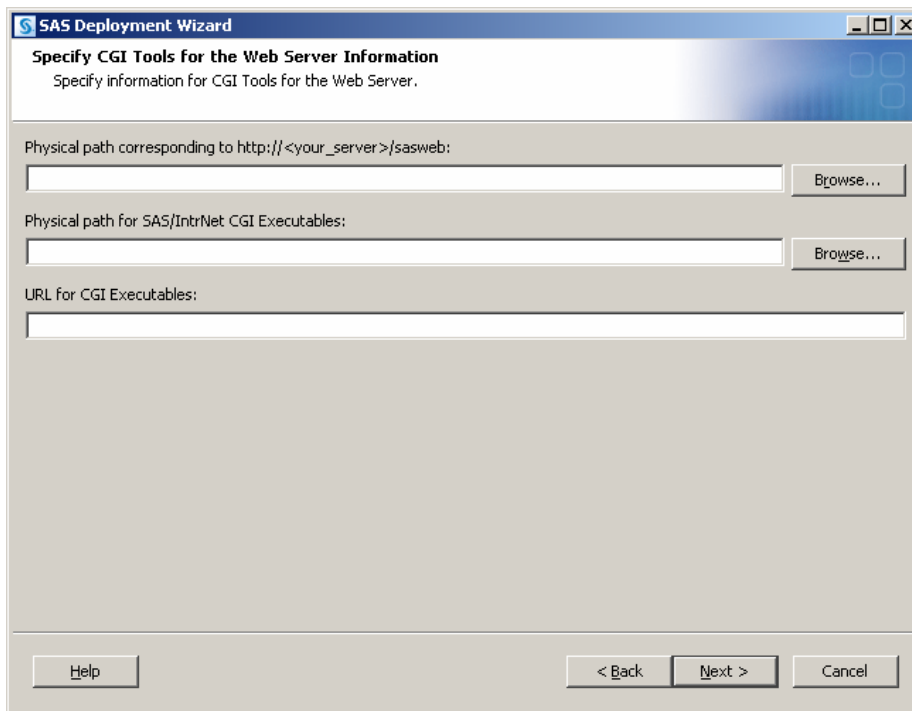 SAS Deployment Wizard
Specify CGI Tools for the Web Server Information
Specify information for CGI Tools for the Web Server.
Physical path corresponding to http://<your_server>/sasweb:
Browse...
Physical path for SAS/IntrNet CGI Executables:
Browse...
URL for CGI Executables:
Help
< Back
Next >
Cancel